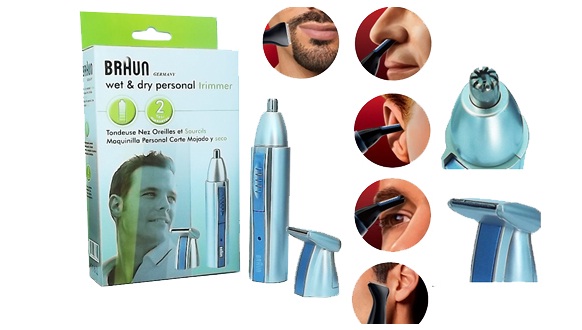 BRAUN GERMANY
wet & dry personal trimmer
2
Tondeuse Nez Oreilles et Sourcils
Maquinilla Personal Corte Mojado y seco